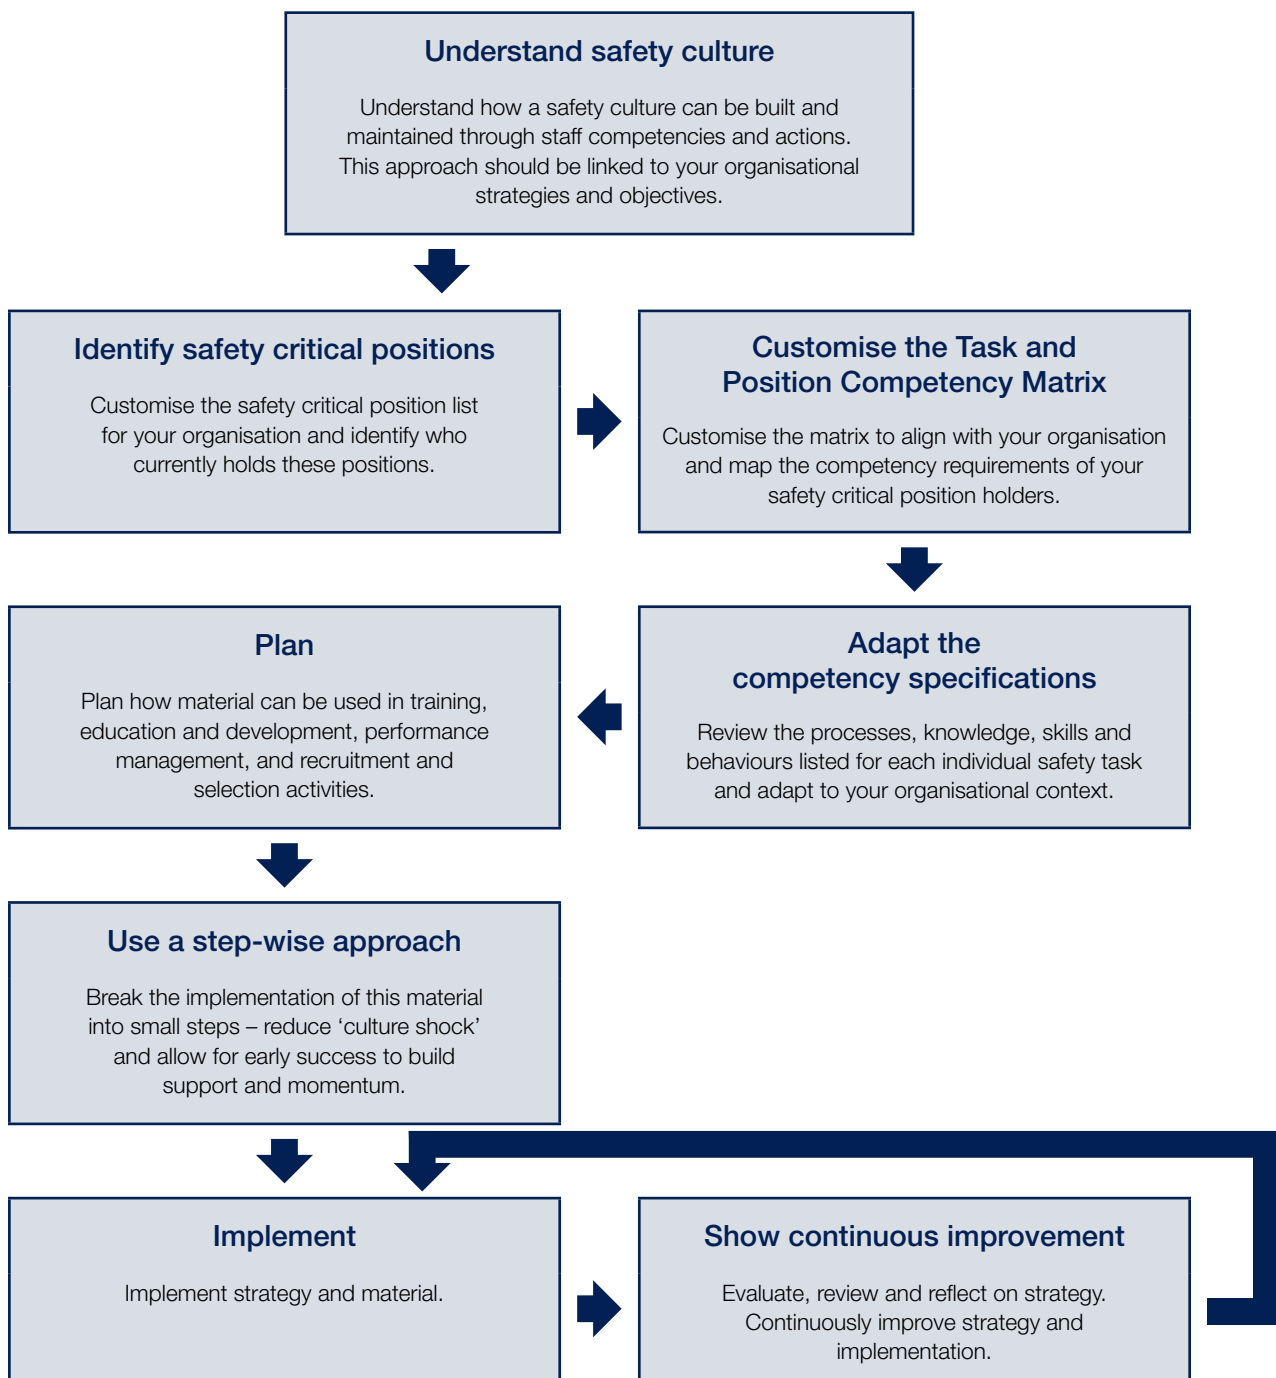 Understand safety culture
Understand how a safety culture can be built and
maintained through staff competencies and actions.
This approach should be linked to your organisational
strategies and objectives.
Identify safety critical positions
Customise the safety critical position list
for your organisation and identify who
currently holds these positions.
Customise the Task and
Position Competency Matrix
Customise the matrix to align with your organisation
and map the competency requirements of your
safety critical position holders.
Adapt the
competency specifications
Review the processes, knowledge, skills and
behaviours listed for each individual safety task
and adapt to your organisational context.
Plan
Plan how material can be used in training,
education and development, performance
management, and recruitment and
selection activities.
Use a step-wise approach
Break the implementation of this material
into small steps – reduce ‘culture shock’
and allow for early success to build
support and momentum.
Implement
Implement strategy and material.
Show continuous improvement
Evaluate, review and reflect on strategy.
Continuously improve strategy and
implementation.